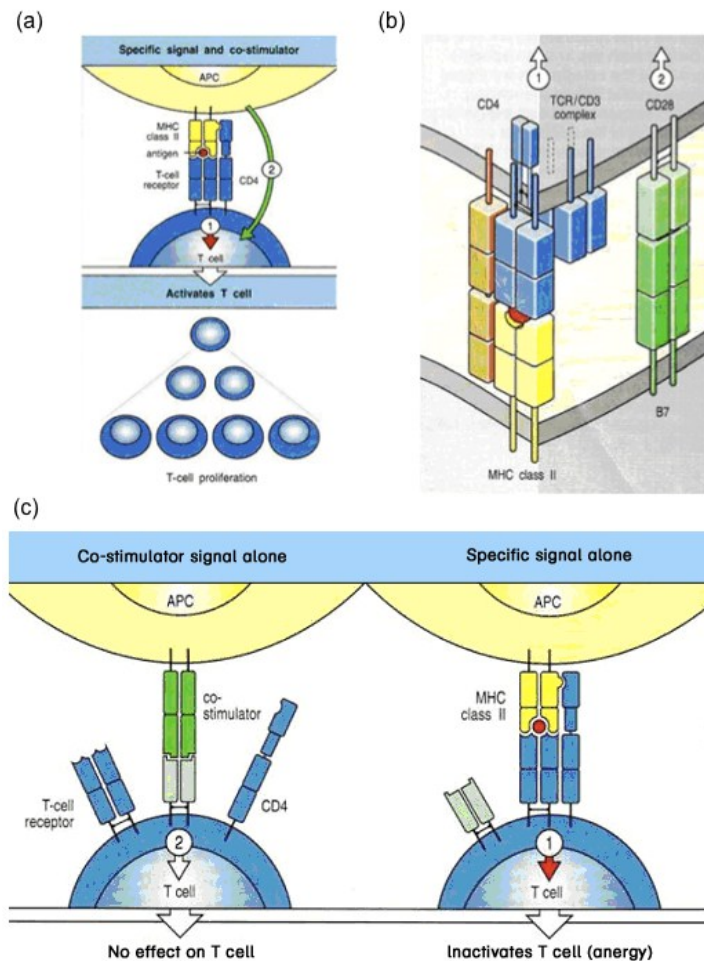 (a)
Specific signal and co-stimulator
APC
MHC
class II
antigen
T-cell
receptor
CD4
2
1
T cell
Activates T cell
T-cell proliferation
(b)
1
2
CD4
TCR/CD3
complex
CD28
B7
MHC class II
(c)
Co-stimulator signal alone
APC
co-
stimulator
T-cell
receptor
CD4
2
T cell
No effect on T cell
Specific signal alone
APC
MHC
class II
1
T cell
Inactivates T cell (anergy)